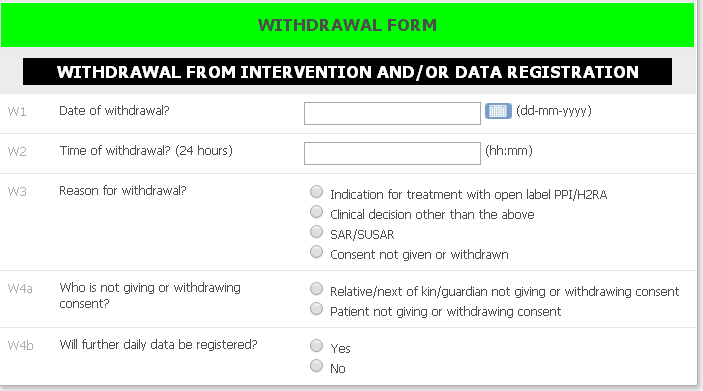 WITHDRAWAL FORM
WITHDRAWAL FROM INTERVENTION AND/OR DATA REGISTRATION
W1 Date of withdrawal? (dd-mm-yyyy)
W2 Time of withdrawal? (24 hours) (hh:mm)
W3 Reason for withdrawal? Indication for treatment with open label PPI/H2RA
Clinical decision other than the above
SAR/SUSAR
Consent not given or withdrawn
W4a Who is not giving or withdrawing Relative/next of kin/guardian not giving or withdrawing consent
consent? Patient not giving or withdrawing consent
W4b Will further daily data be registered? Yes
No